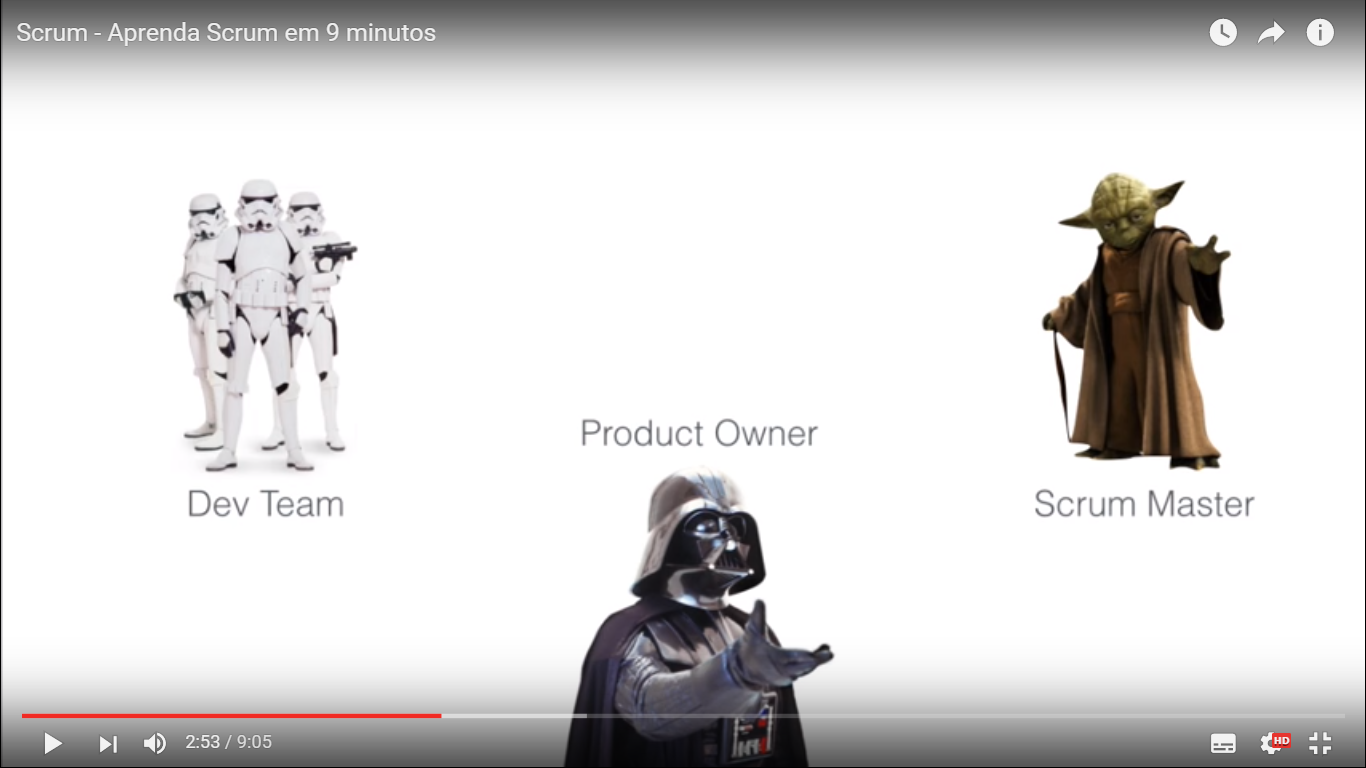 Scrum - Aprenda Scrum em 9 minutos
Product Owner
Dev Team
Scrum Master
2:53 / 9:05
HD